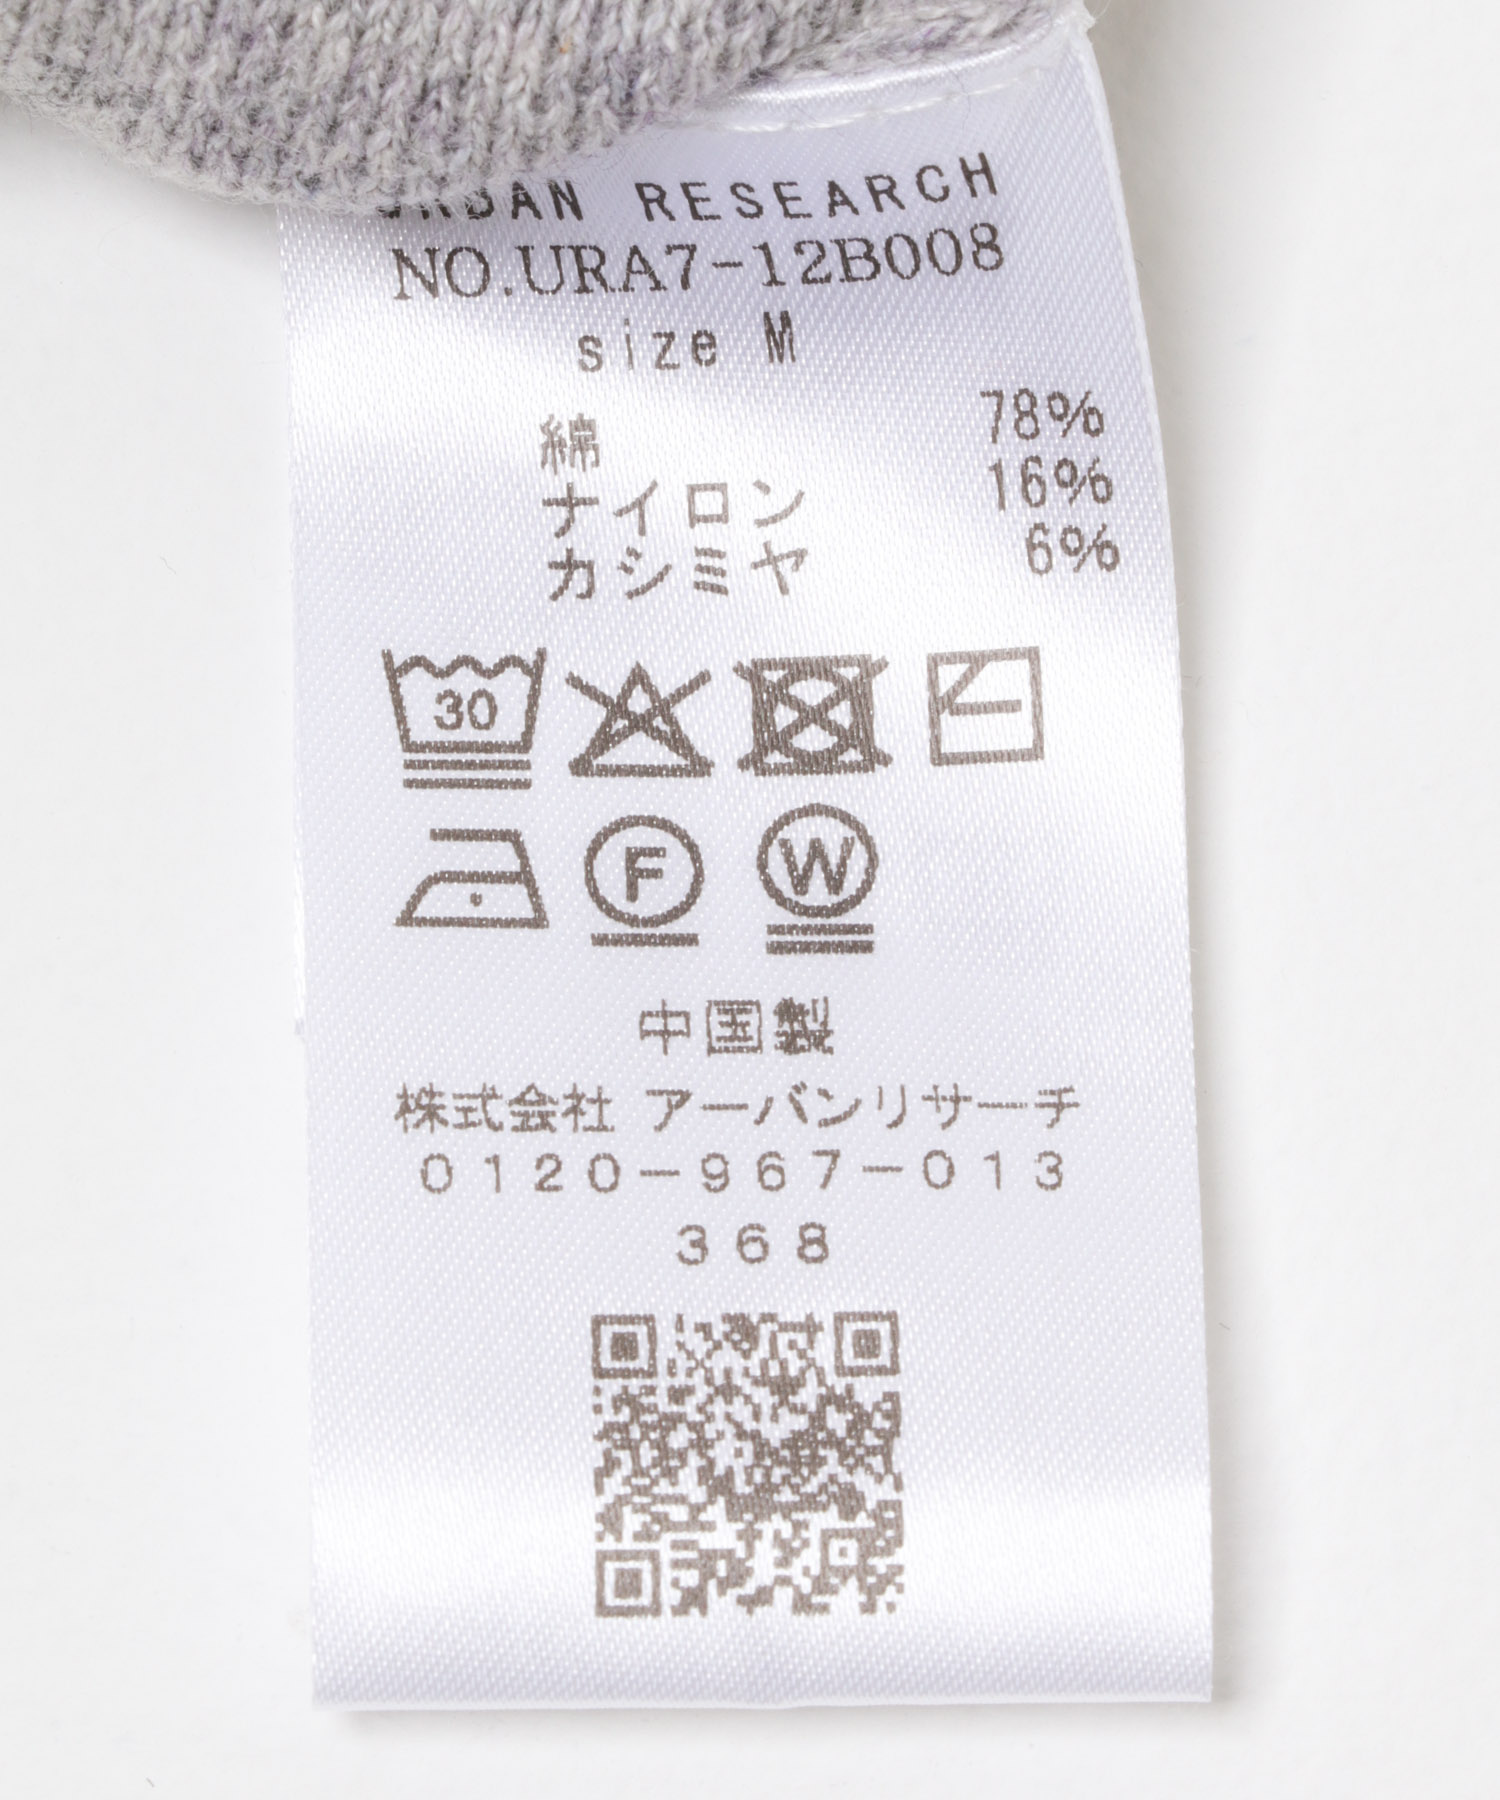 URBAN RESEARCH
NO.URA7-12B008
size M
綿 78%
ナイロン 16%
カシミヤ 6%
30
F W
中国製
株式会社 アーバンリサーチ
0120-967-013
368